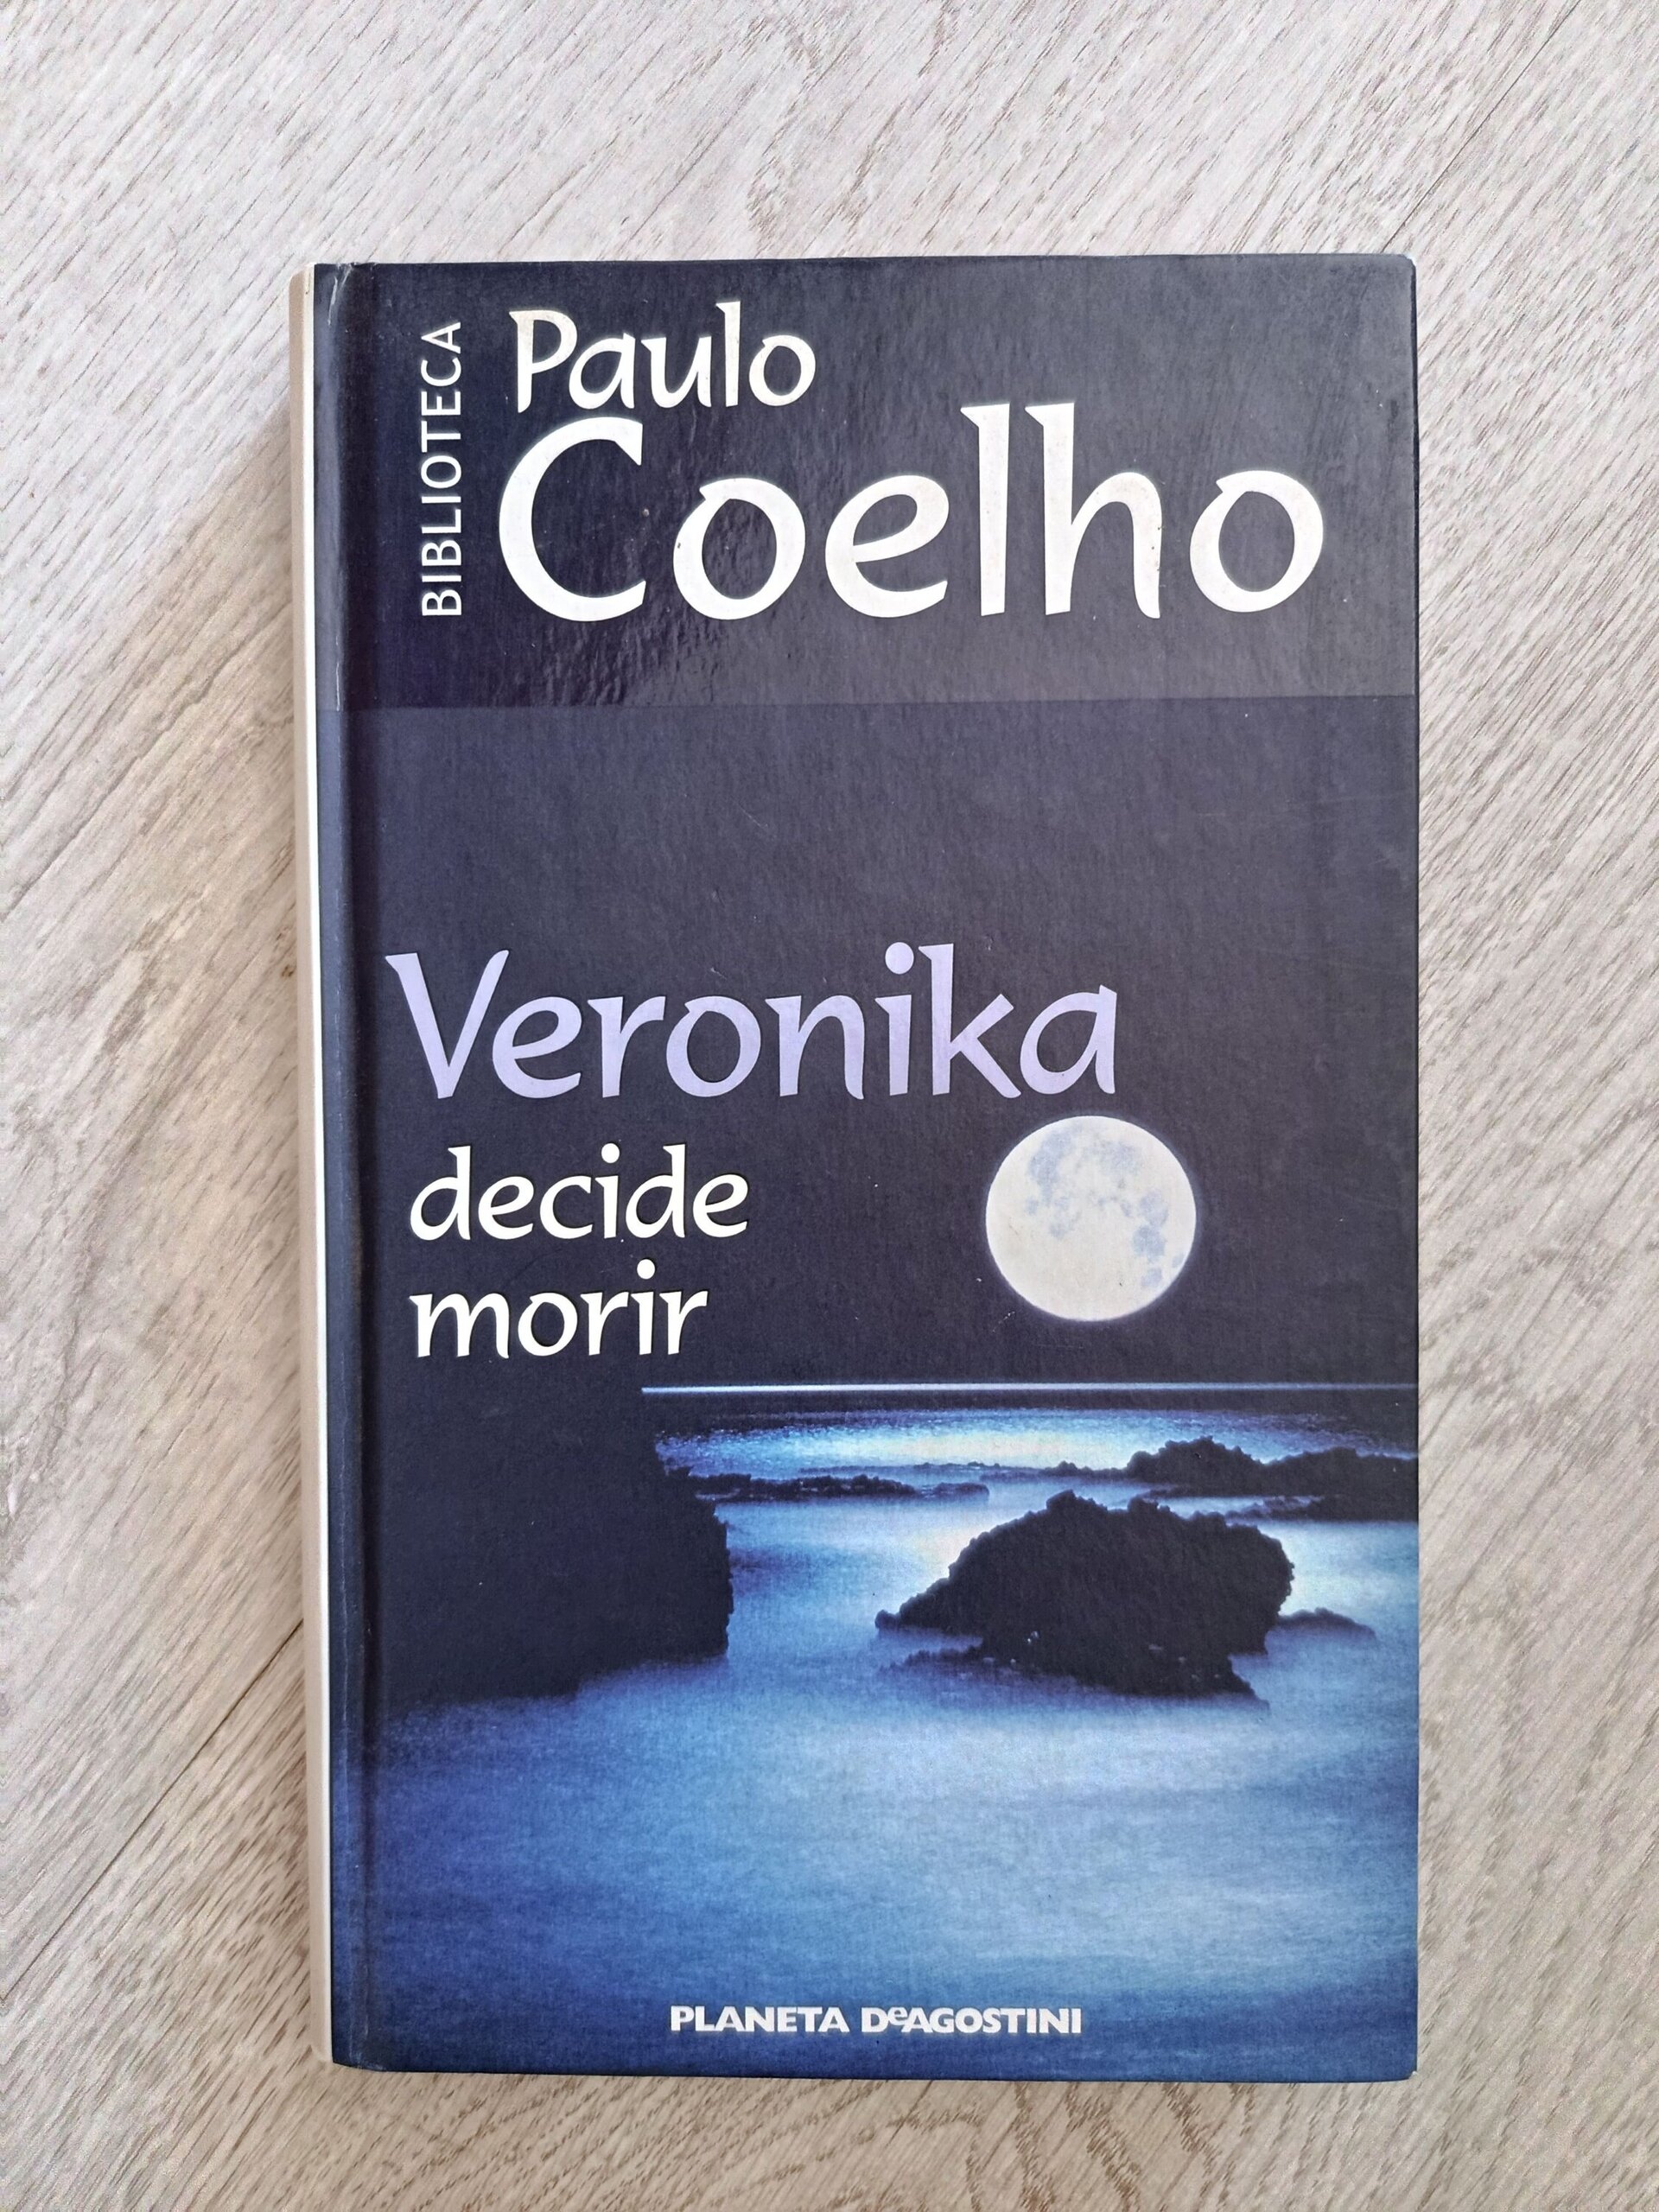 BIBLIOTECA
Paulo
Coelho
Veronika
decide
morir
PLANETA DeAGOSTINI